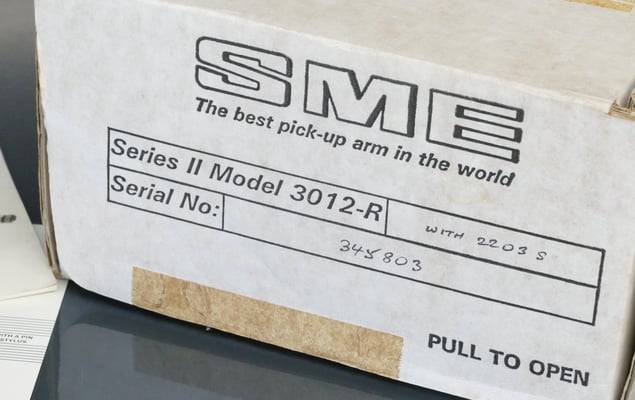 SME
The best pick-up arm in the world
Series II Model 3012-R
WITH 2203 S
Serial No:
345803
PULL TO OPEN
STYLUS